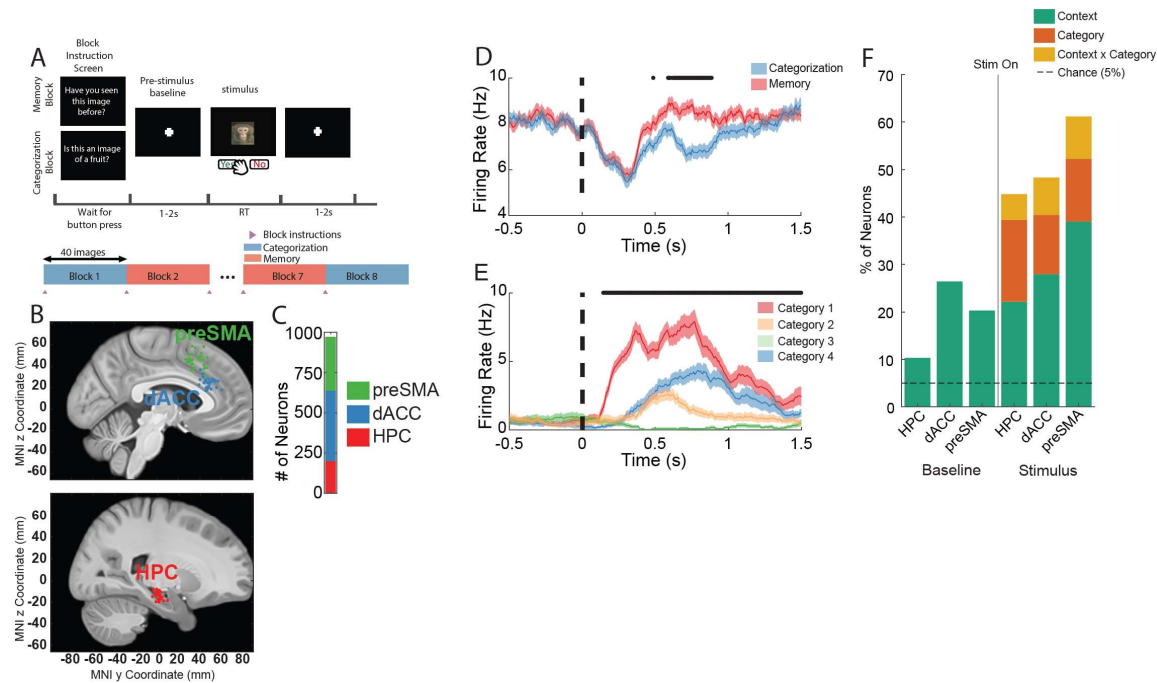 A
Block
Instruction
Screen
Memory
Block
Have you seen
this image
before?
Categorization
Block
Is this an image
of a fruit?
Pre-stimulus
baseline
stimulus
Yes
No
Wait for
button press
1-2s
RT
1-2s
Block instructions
Categorization
Memory
40 images
Block 1
Block 2
...
Block 7
Block 8
B
MNI z Coordinate (mm)
60
40
20
0
-20
-40
-60
preSMA
dACC
MNI z Coordinate (mm)
60
40
20
0
-20
-40
-60
HPC
-80 -60 -40 -20 0 20 40 60 80
MNI y Coordinate (mm)
C
# of Neurons
1000
750
500
250
0
preSMA
dACC
HPC
D
Firing Rate (Hz)
10
8
6
4
Categorization
Memory
-0.5 0 0.5 1 1.5
Time (s)
E
Firing Rate (Hz)
10
5
0
Category 1
Category 2
Category 3
Category 4
-0.5 0 0.5 1 1.5
Time (s)
F
Context
Category
Context x Category
Chance (5%)
Stim On
% of Neurons
70
60
50
40
30
20
10
0
HPC dACC preSMA HPC dACC preSMA
Baseline Stimulus